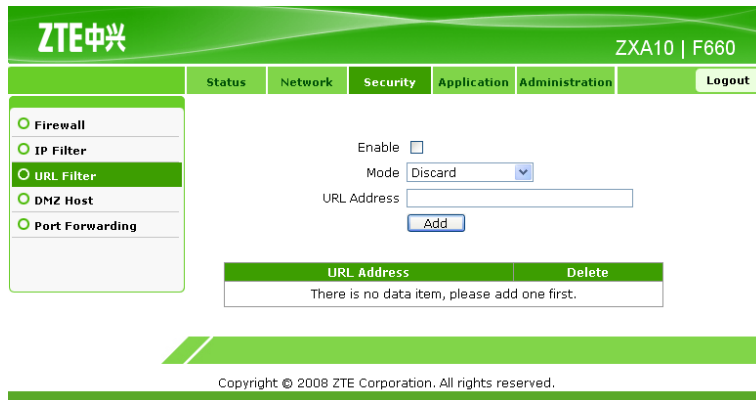 ZTE中兴
ZXA10 | F660
Status Network Security Application Administration Logout
Firewall
IP Filter
URL Filter
DMZ Host
Port Forwarding
Enable
Mode Discard
URL Address
Add
URL Address Delete
There is no data item, please add one first.
Copyright © 2008 ZTE Corporation. All rights reserved.